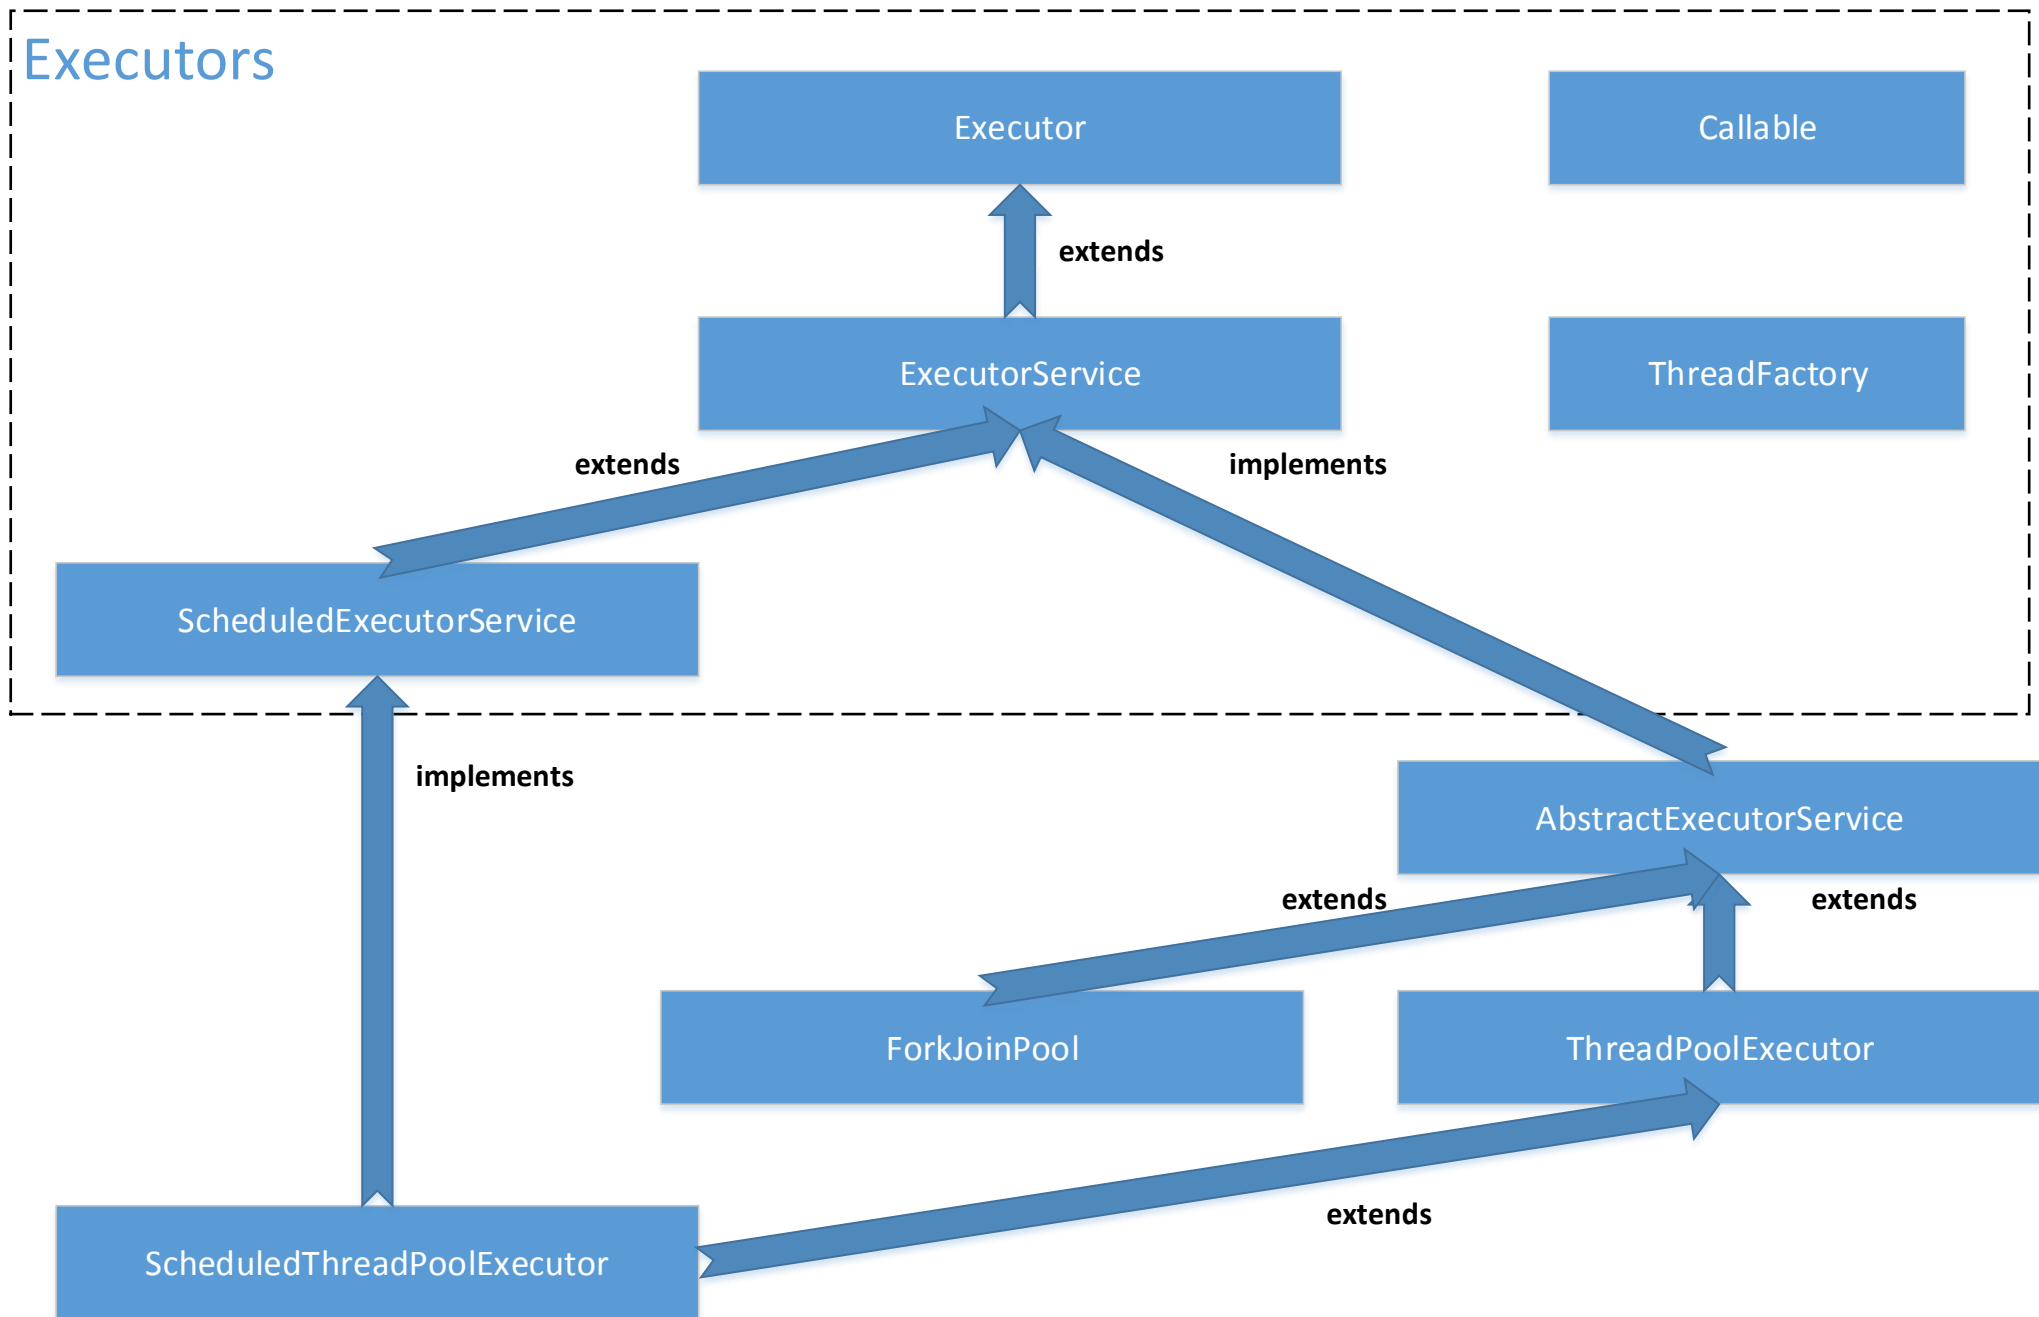 Executors
Executor
Callable
extends
ExecutorService
ThreadFactory
extends
implements
ScheduledExecutorService
implements
AbstractExecutorService
extends
extends
ForkJoinPool
ThreadPoolExecutor
extends
ScheduledThreadPoolExecutor